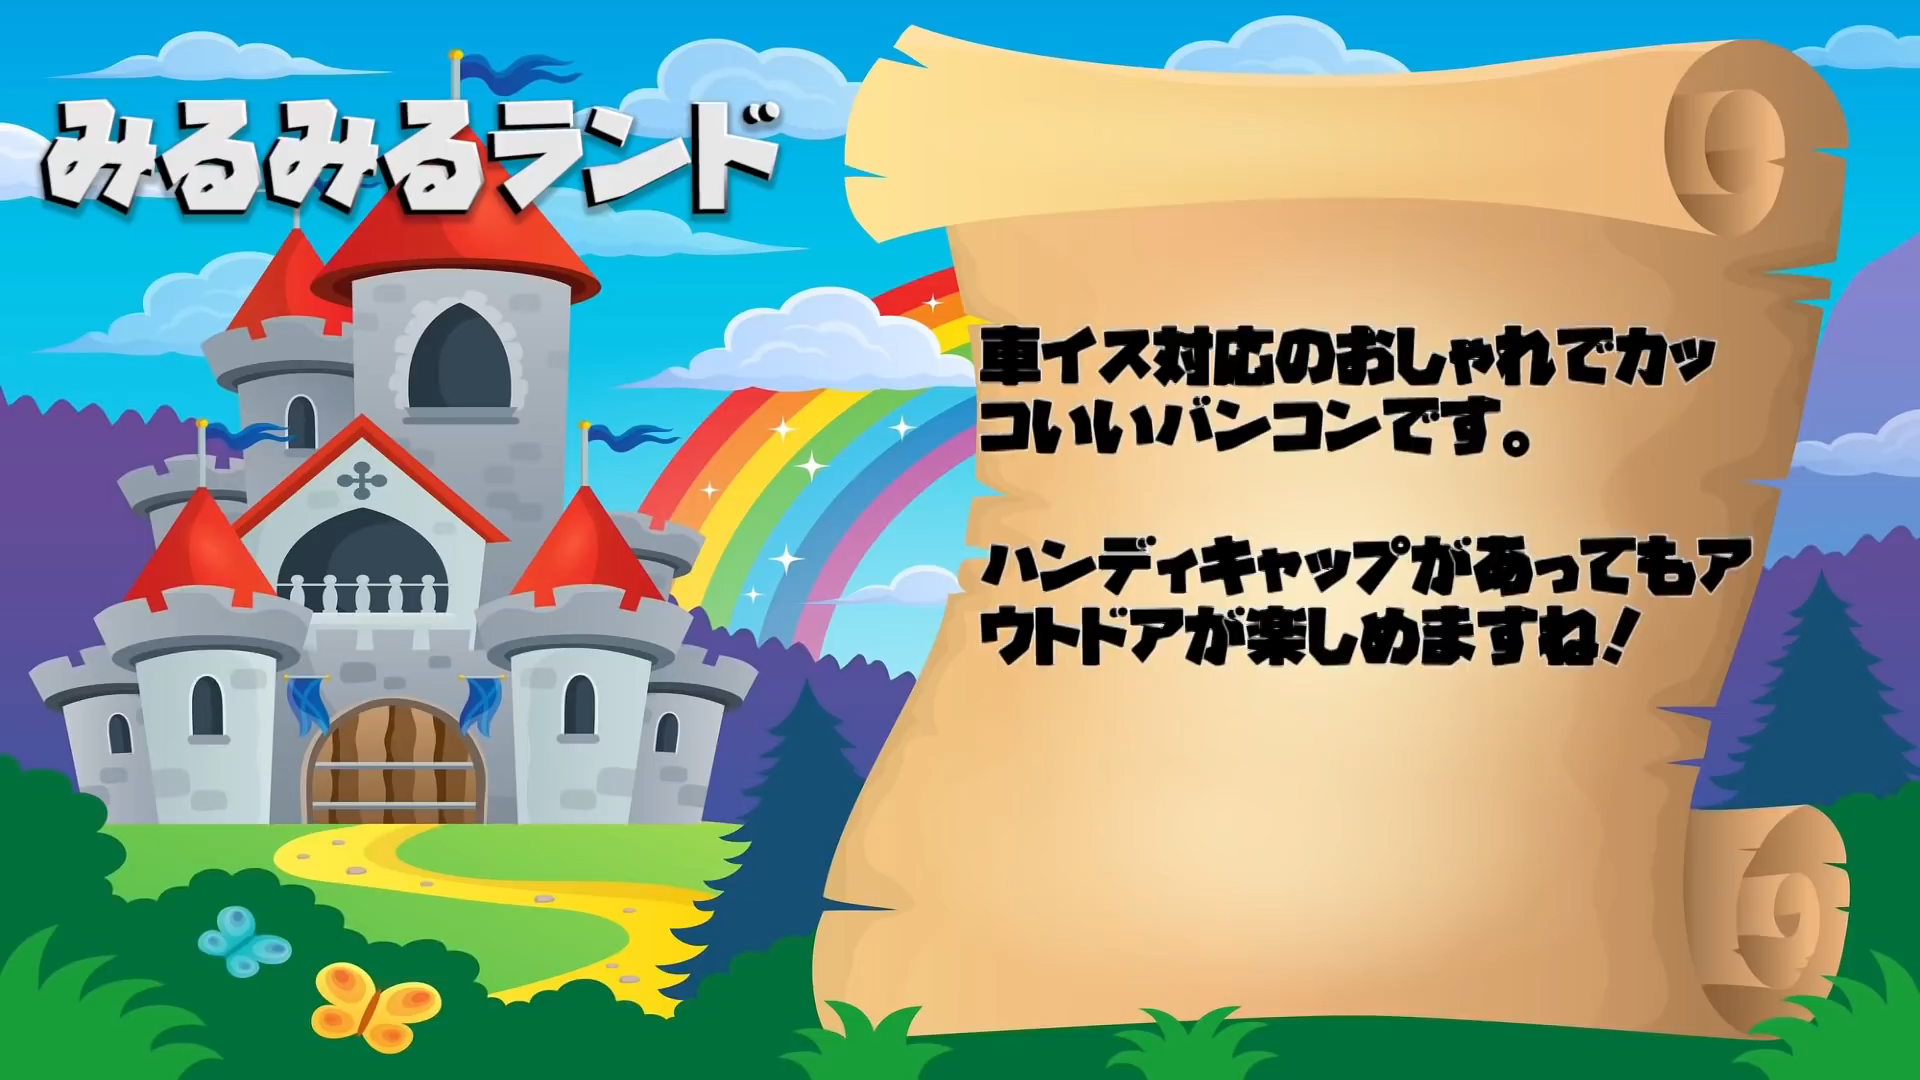 みるみるランド
車イス対応のおしゃれでカッ
コいいバンコンです。
ハンディキャップがあってもア
ウトドアが楽しめますね!